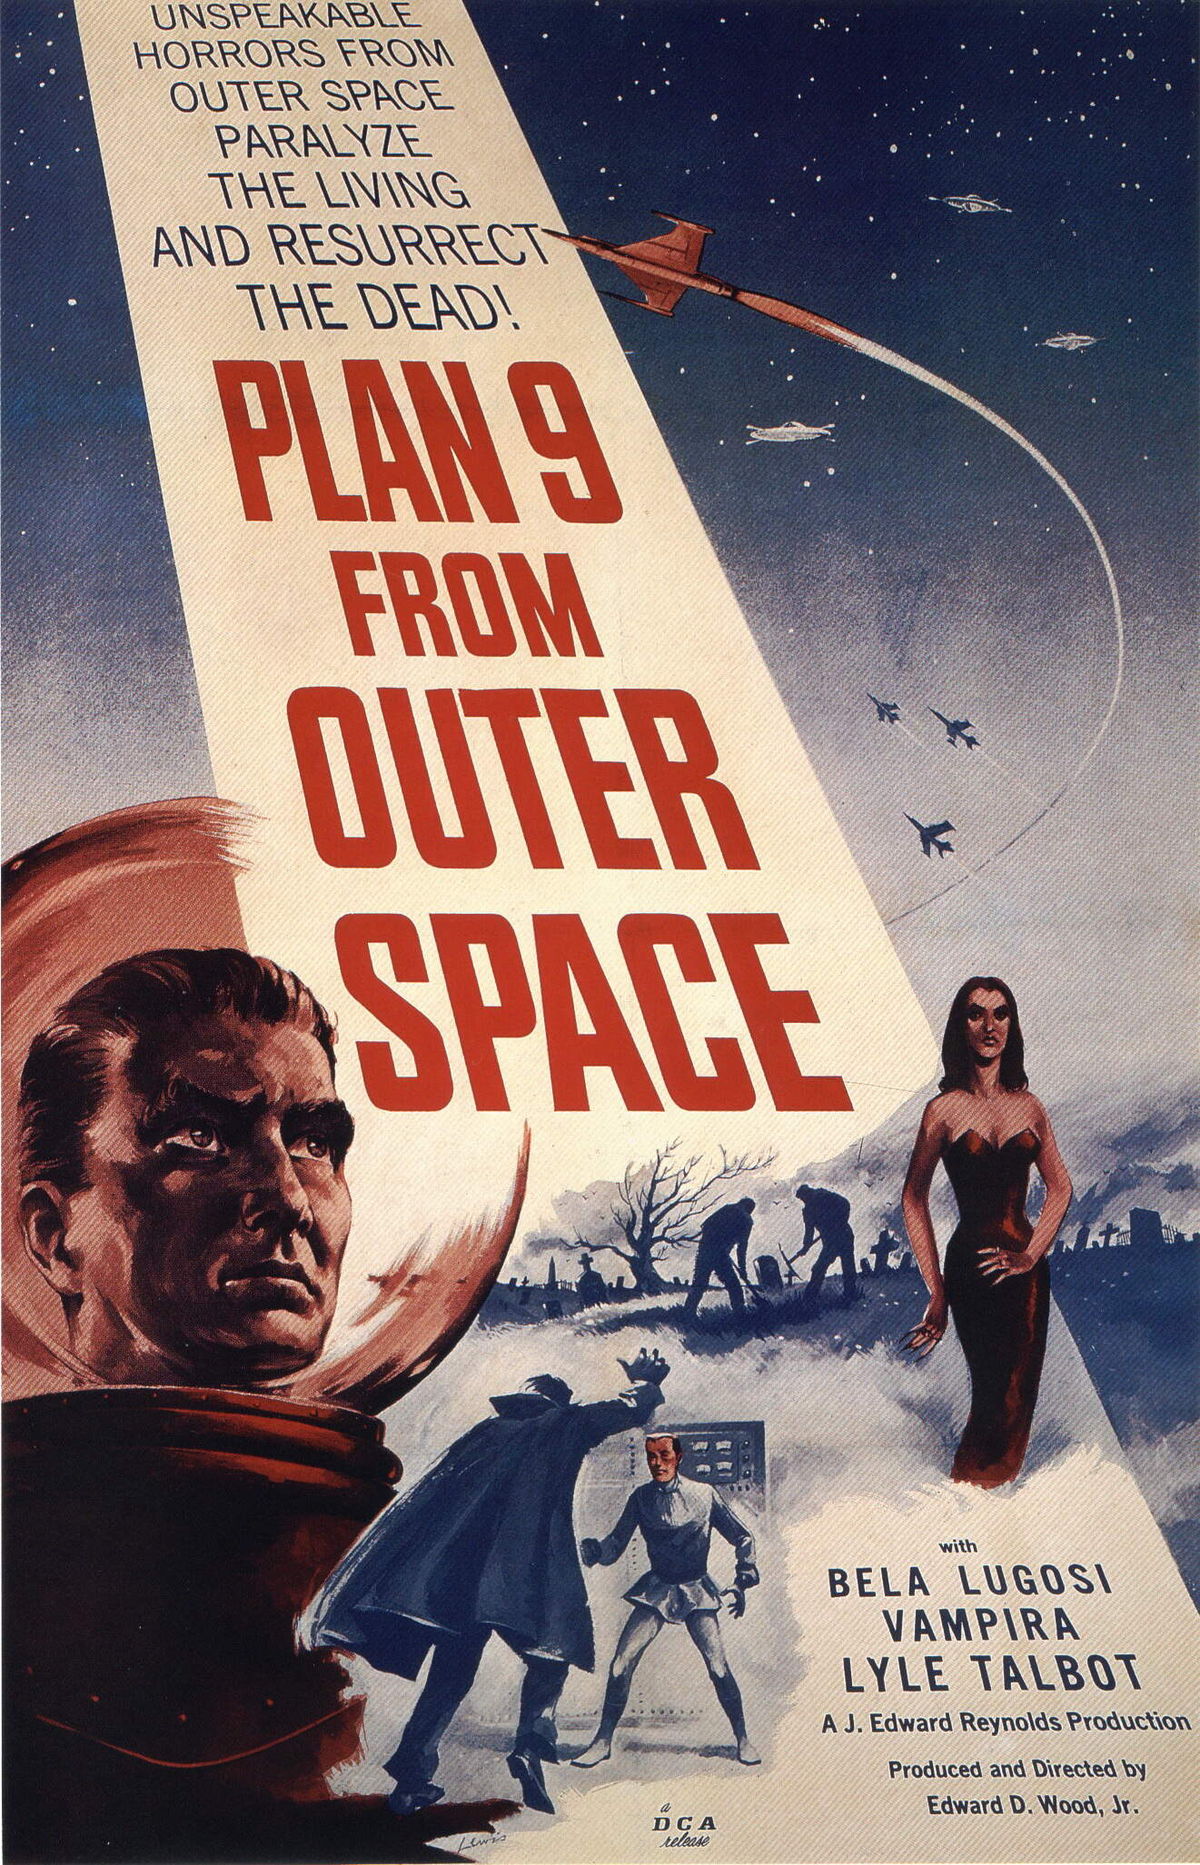 UNSPEAKABLE
HORRORS FROM
OUTER SPACE
PARALYZE
THE LIVING
AND RESURRECT
THE DEAD!
PLAN 9
FROM
OUTER
SPACE
with
BELA LUGOSI
VAMPIRA
LYLE TALBOT
A J. Edward Reynolds Production
Produced and Directed by
Edward D. Wood, Jr.
a
DCA
release
Lewis